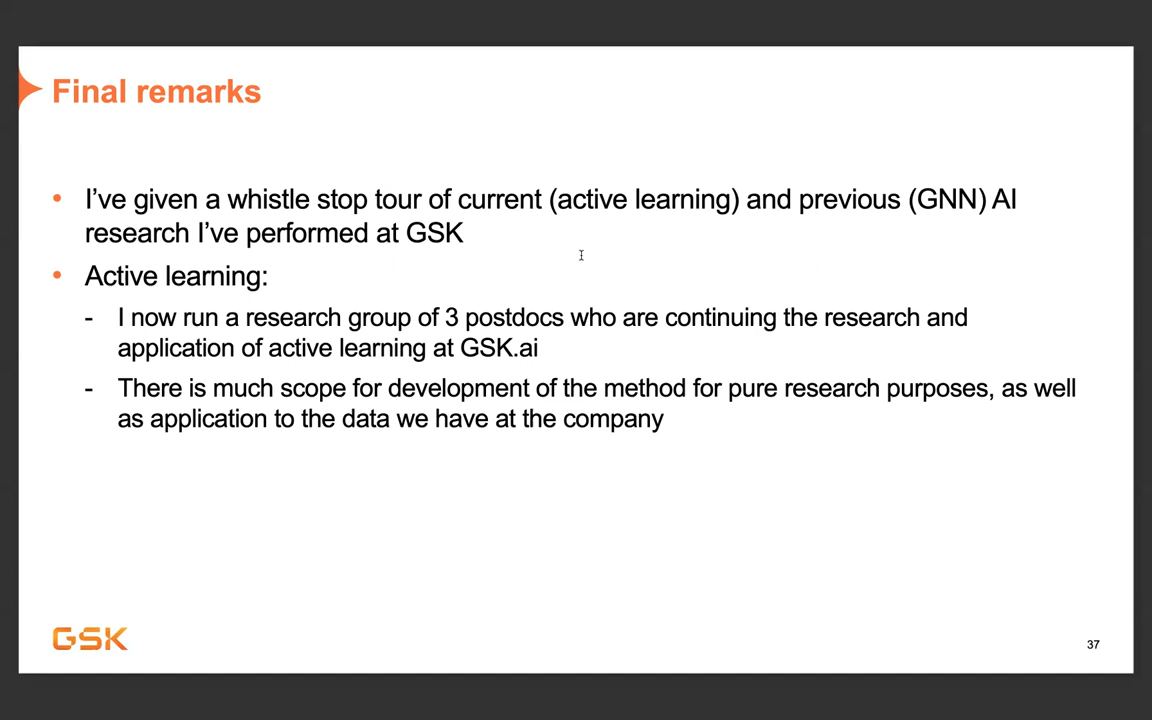 Final remarks
• I've given a whistle stop tour of current (active learning) and previous (GNN) AI
research I've performed at GSK
• Active learning:
- I now run a research group of 3 postdocs who are continuing the research and
application of active learning at GSK.ai
- There is much scope for development of the method for pure research purposes, as well
as application to the data we have at the company
GSK
37